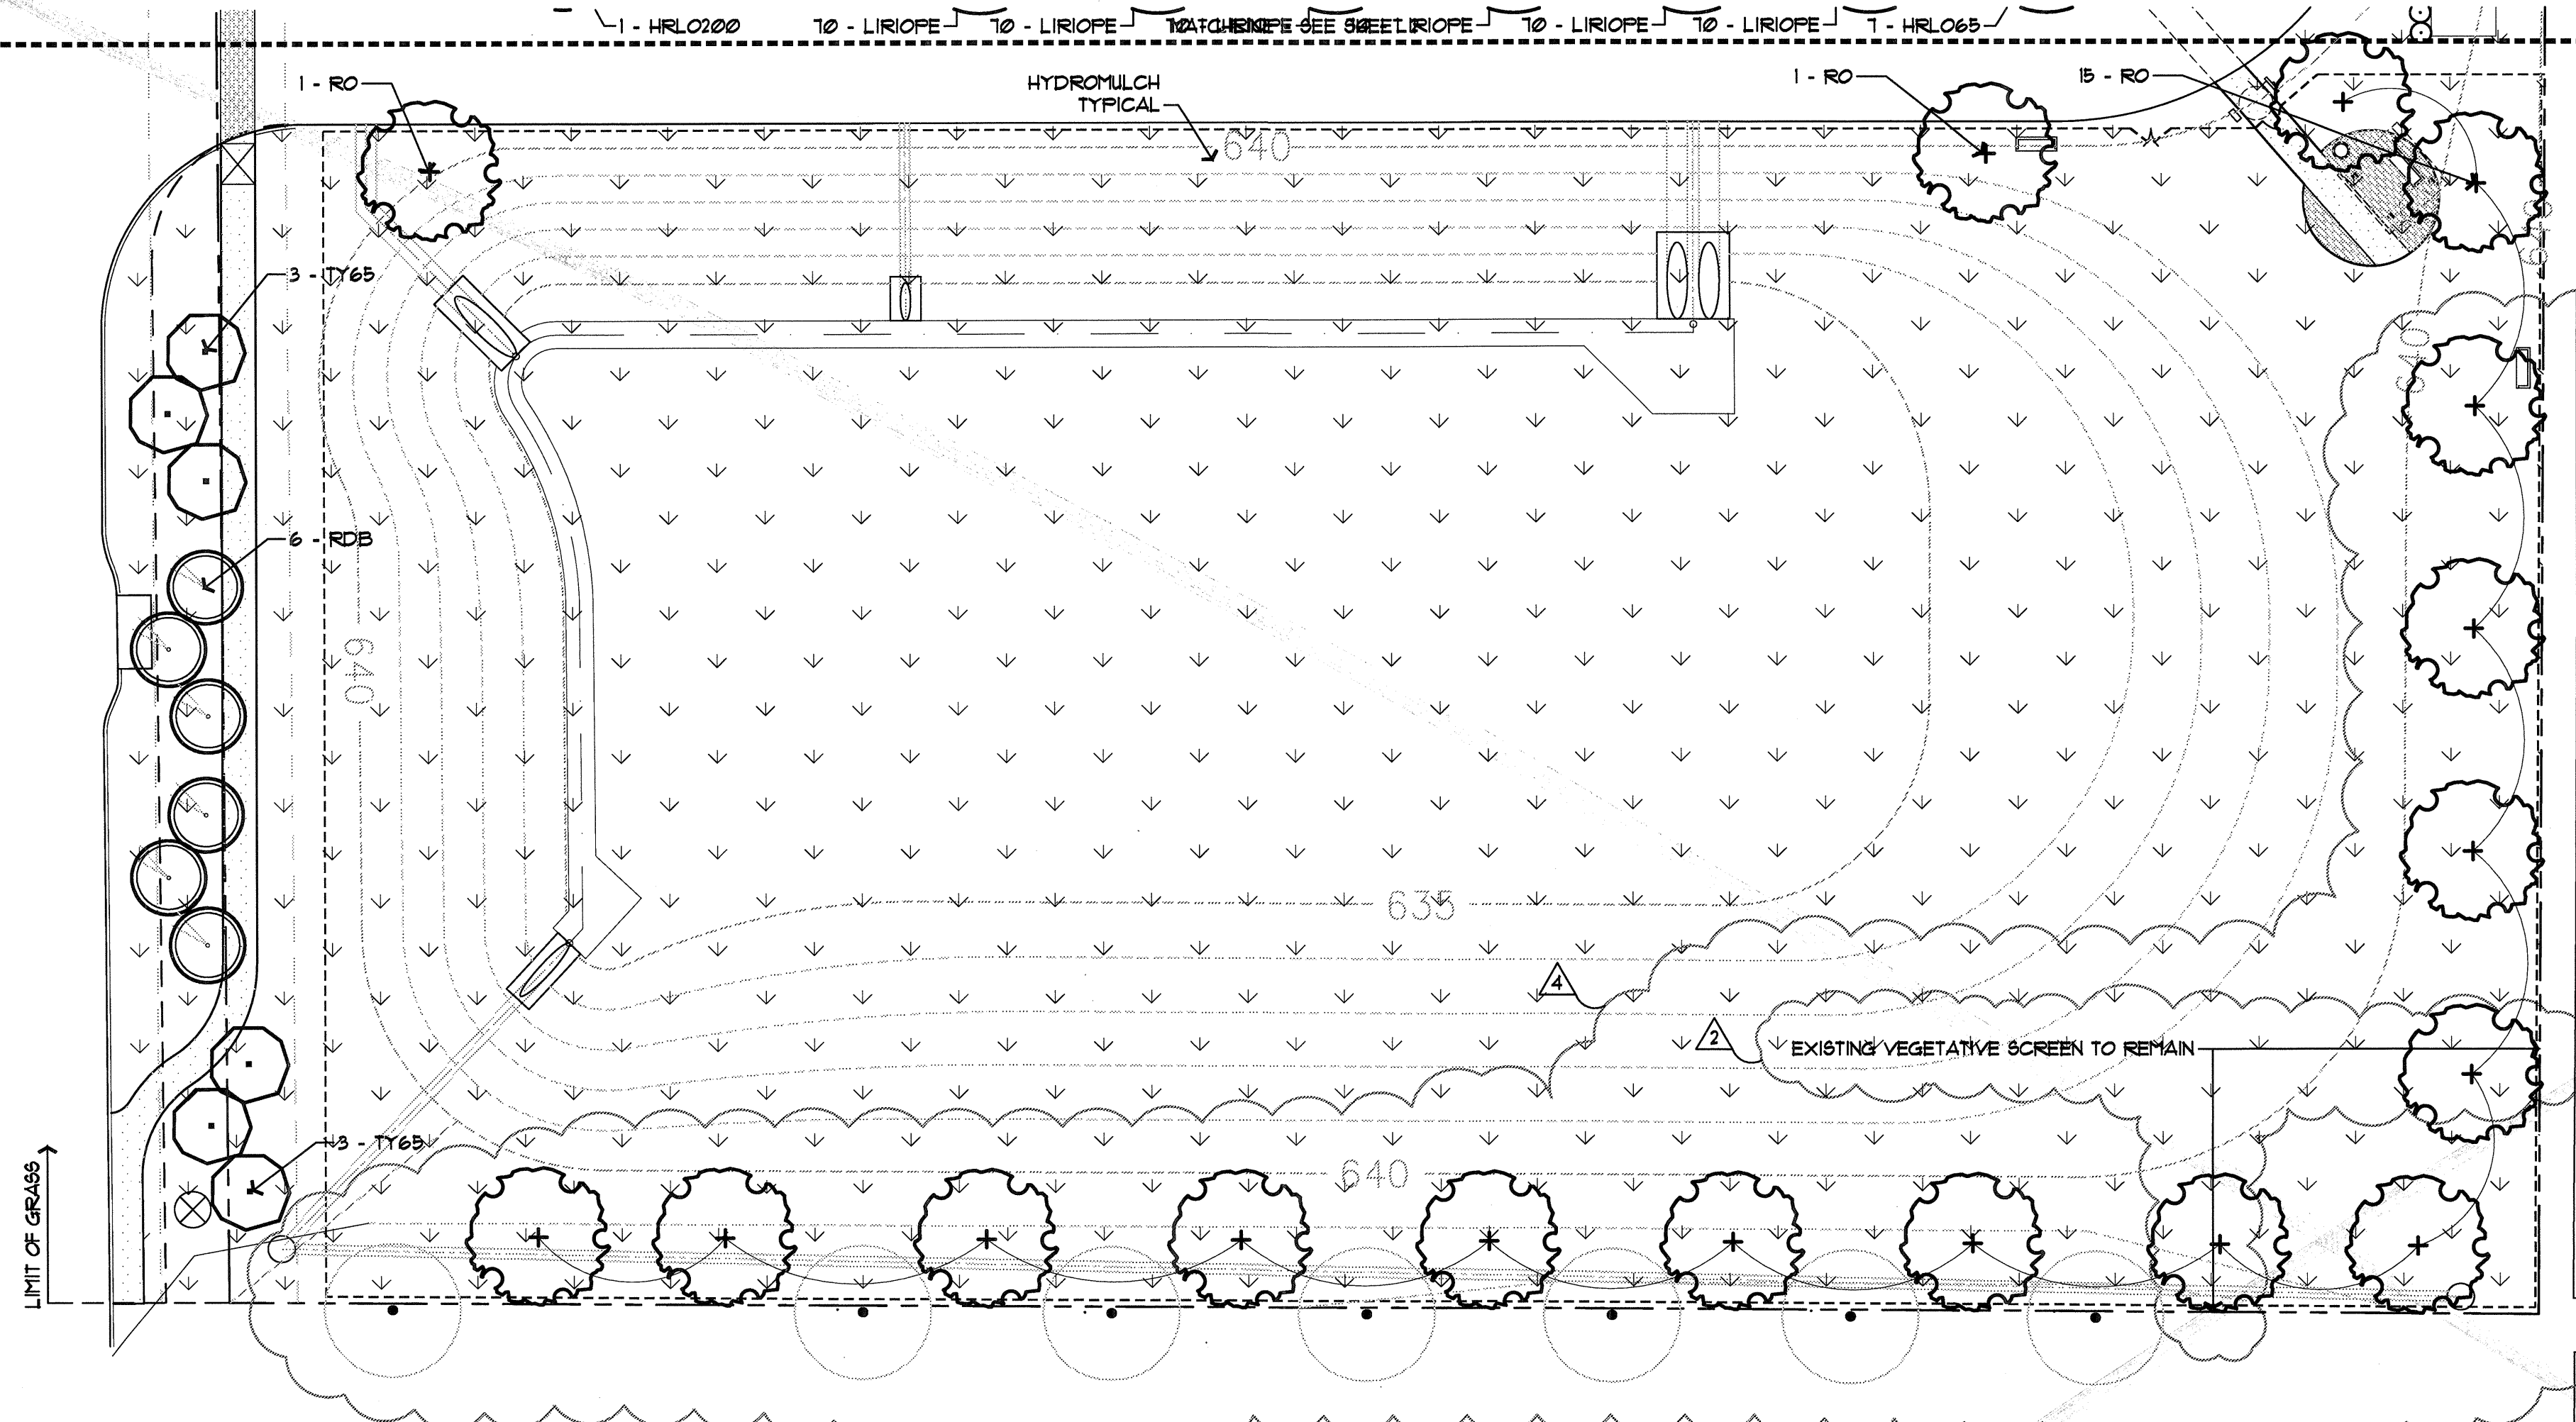 1 - HRLO200
70 - LIRIOPE
70 - LIRIOPE
70 - LIRIOPE
70 - LIRIOPE
7 - HRLO65
1 - RO
HYDROMULCH
TYPICAL
1 - RO
15 - RO
640
3 - TY65
640
6 - RDB
640
635
4
2
EXISTING VEGETATIVE SCREEN TO REMAIN
3 - TY65
640
LIMIT OF GRASS